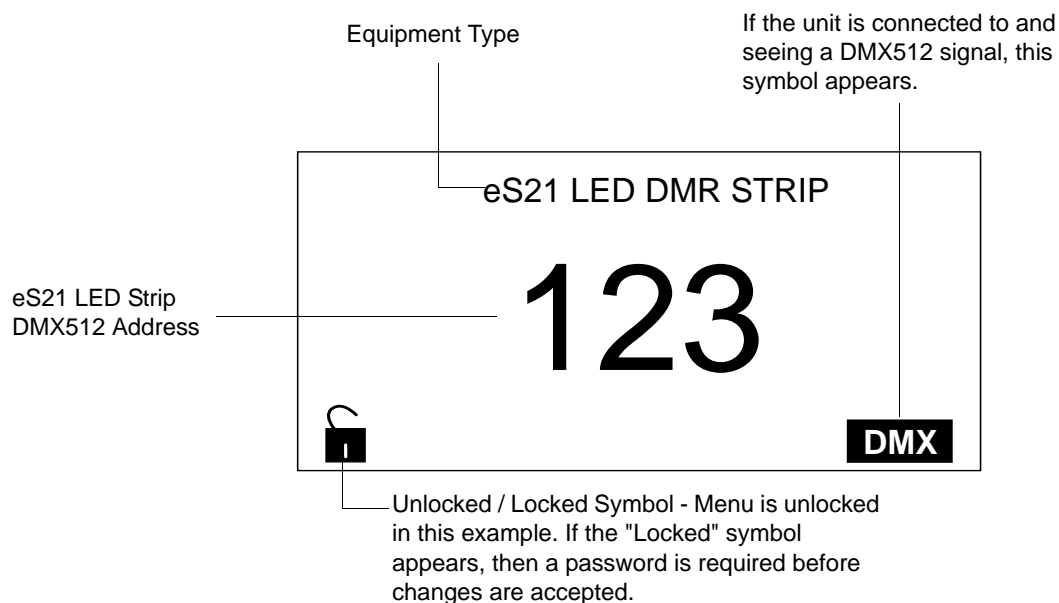 Equipment Type
If the unit is connected to and
seeing a DMX512 signal, this
symbol appears.
eS21 LED DMR STRIP
123
eS21 LED Strip
DMX512 Address
DMX
Unlocked / Locked Symbol - Menu is unlocked
in this example. If the "Locked" symbol
appears, then a password is required before
changes are accepted.